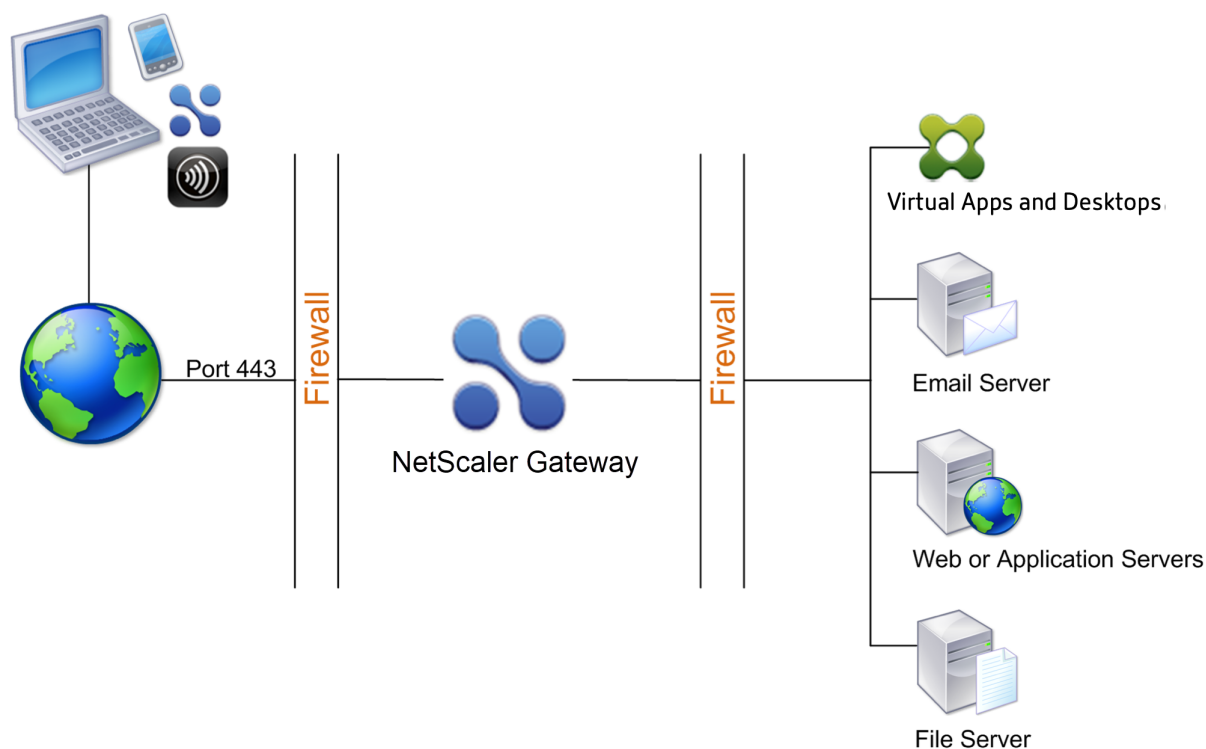 Port 443
Firewall
NetScaler Gateway
Firewall
Virtual Apps and Desktops
Email Server
Web or Application Servers
File Server